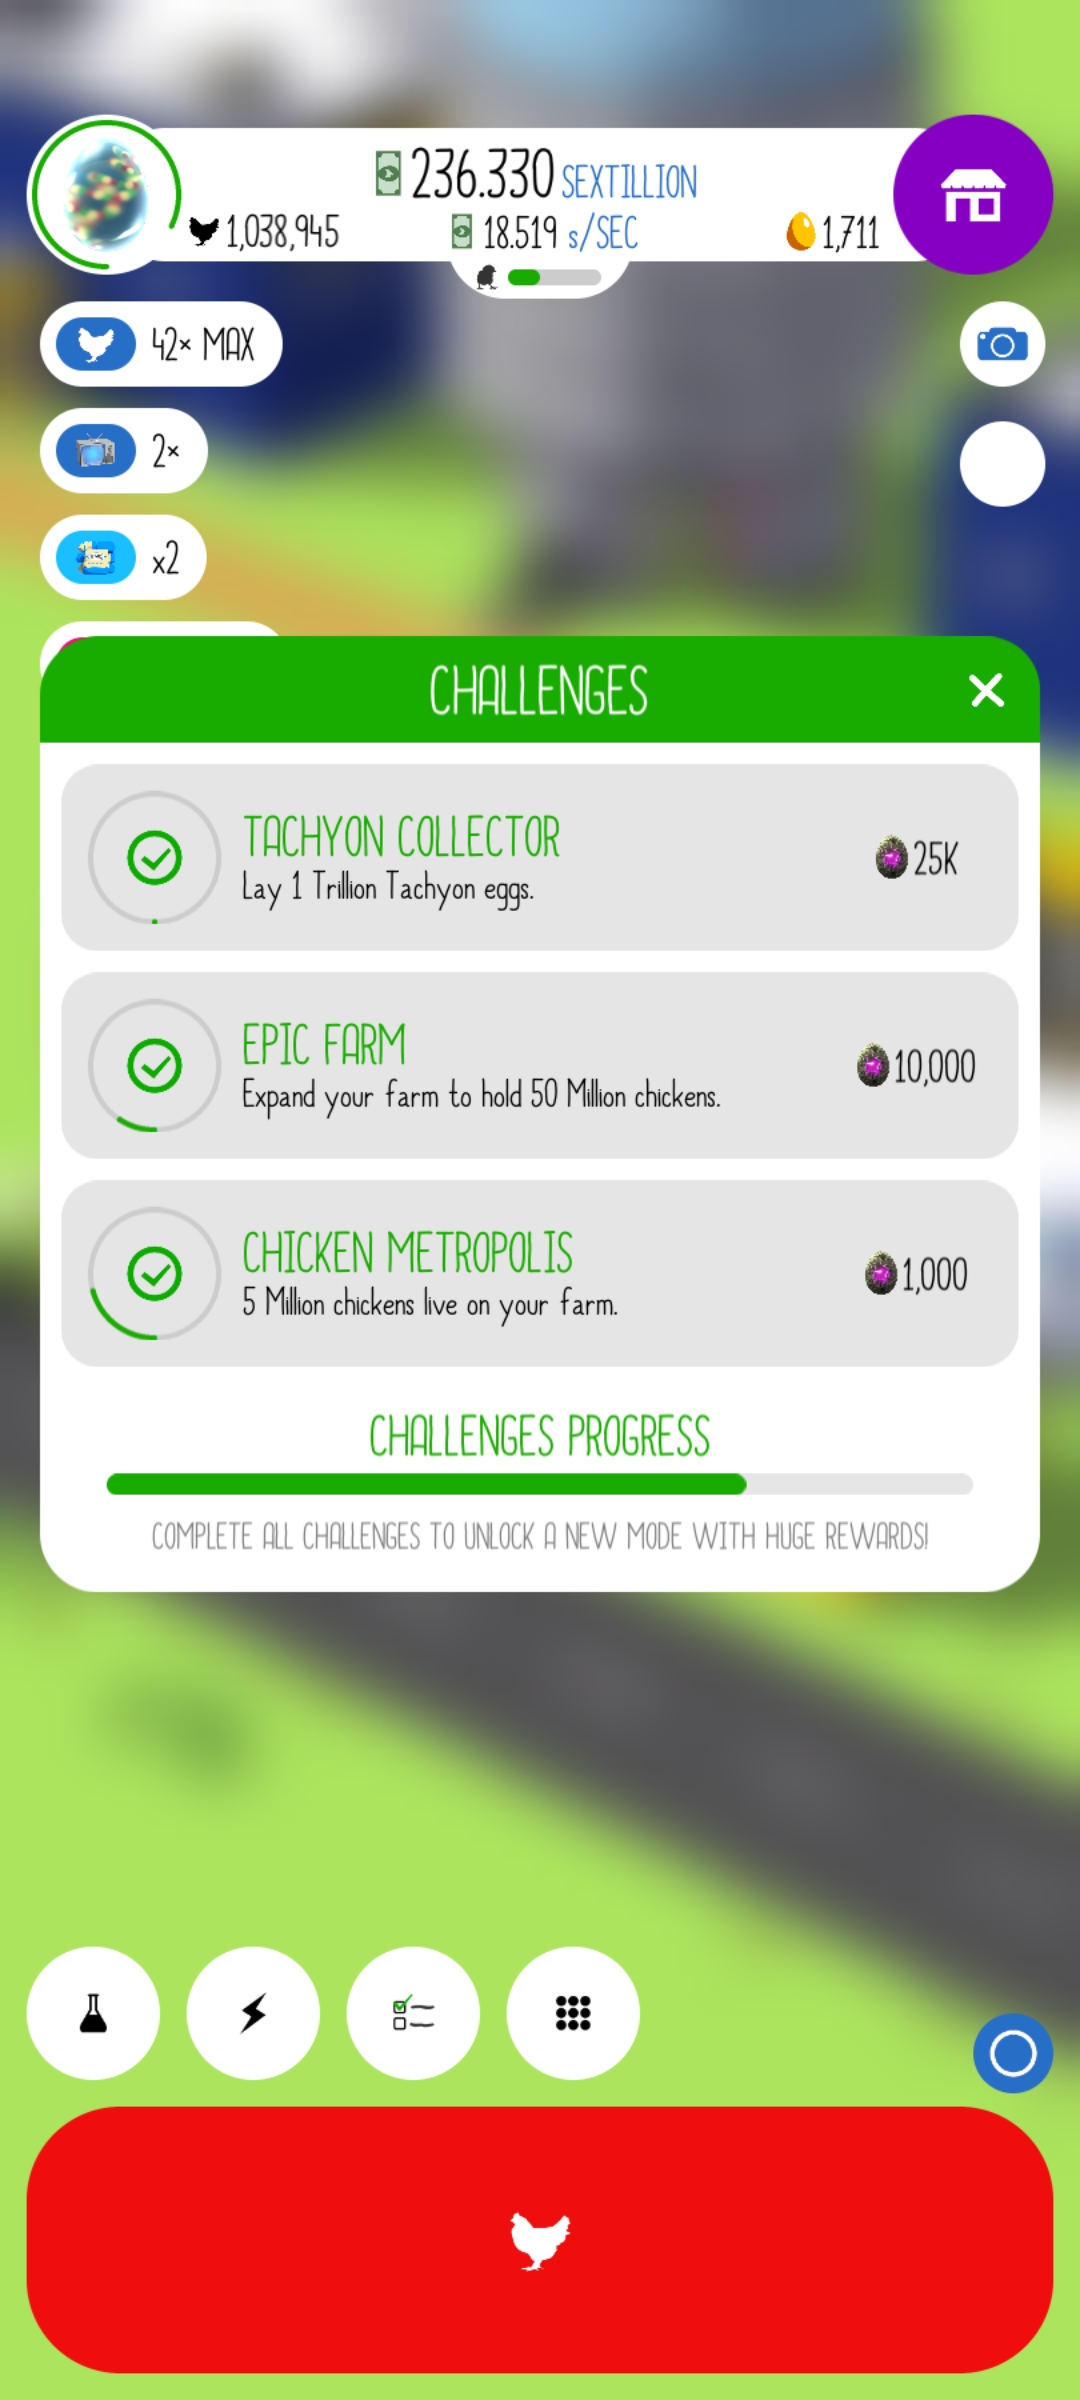 236.330 SEXTILLION
1,038,945
18.519 s/SEC
1,711
42× MAX
2×
x2
CHALLENGES
TACHYON COLLECTOR
Lay 1 Trillion Tachyon eggs.
25K
EPIC FARM
Expand your farm to hold 50 Million chickens.
10,000
CHICKEN METROPOLIS
5 Million chickens live on your farm.
1,000
CHALLENGES PROGRESS
COMPLETE ALL CHALLENGES TO UNLOCK A NEW MODE WITH HUGE REWARDS!